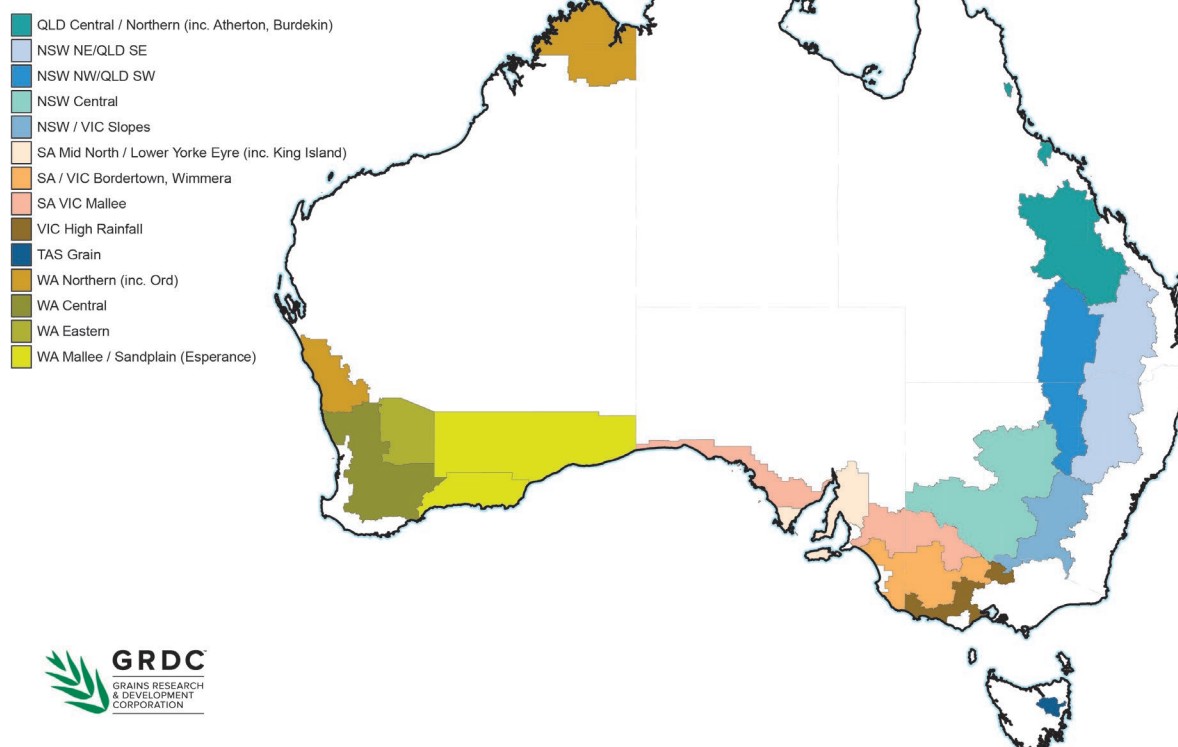 QLD Central / Northern (inc. Atherton, Burdekin)
NSW NE/QLD SE
NSW NW/QLD SW
NSW Central
NSW / VIC Slopes
SA Mid North / Lower Yorke Eyre (inc. King Island)
SA / VIC Bordertown, Wimmera
SA VIC Mallee
VIC High Rainfall
TAS Grain
WA Northern (inc. Ord)
WA Central
WA Eastern
WA Mallee / Sandplain (Esperance)
GRDC™
GRAINS RESEARCH
& DEVELOPMENT
CORPORATION